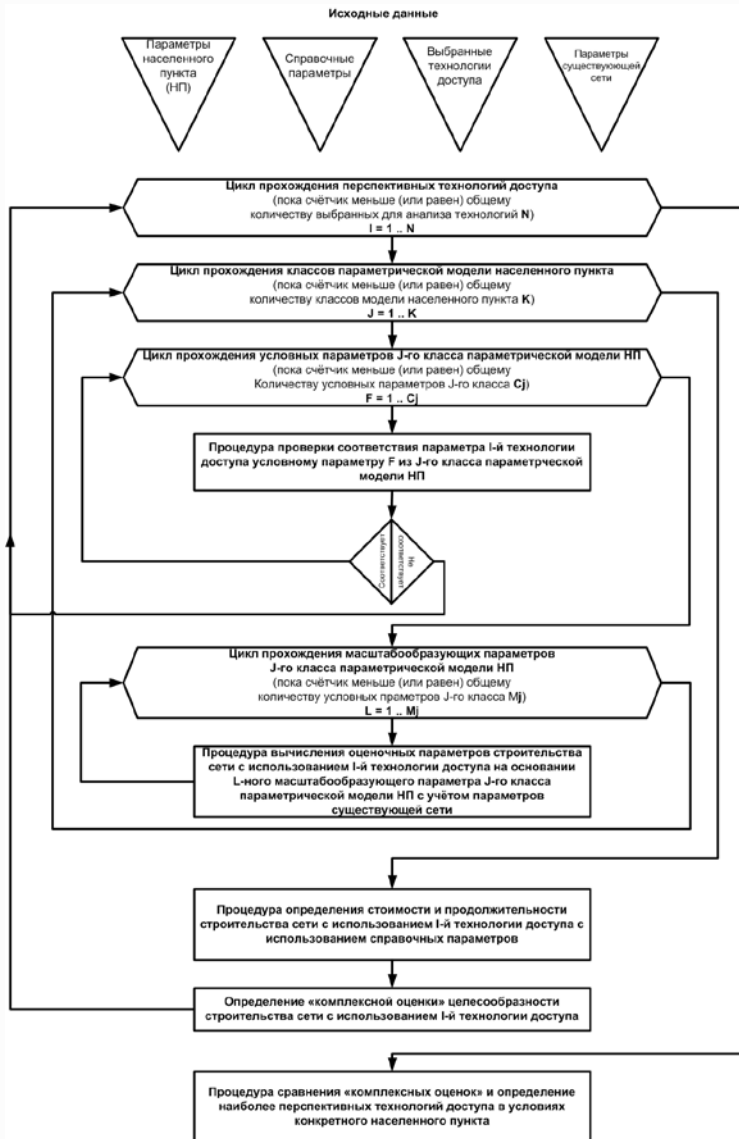 Исходные данные
Параметры
населенного
пункта
(НП)
Справочные
параметры
Выбранные
технологии
доступа
Параметры
существующей
сети
Цикл прохождения перспективных технологий доступа
(пока счётчик меньше (или равен) общему
количеству выбранных для анализа технологий N)
I = 1 .. N
Цикл прохождения классов параметрической модели населенного пункта
(пока счётчик меньше (или равен) общему
количеству классов модели населенного пункта K)
J = 1 .. K
Цикл прохождения условных параметров J-го класса параметрической модели НП
(пока счётчик меньше (или равен) общему
Количеству условных параметров J-го класса Cj)
F = 1 .. Cj
Процедура проверки соответствия параметра I-й технологии
доступа условному параметру F из J-го класса параметрческой
модели НП
Соответствует
Не
соответствует
Цикл прохождения масштабообразующих параметров
J-го класса параметрической модели НП
(пока счётчик меньше (или равен) общему
количеству условных праметров J-го класса Mj)
L = 1 .. Mj
Процедура вычисления оценочных параметров строительства
сети с использованием I-й технологии доступа на основании
L-ного масштабообразующего параметра J-го класса
параметрической модели НП с учётом параметров
существующей сети
Процедура определения стоимости и продолжительности
строительства сети с использованием I-й технологии доступа с
использованием справочных параметров
Определение «комплексной оценки» целесообразности
строительства сети с использованием I-й технологии доступа
Процедура сравнения «комплексных оценок» и определение
наиболее перспективных технологий доступа в условиях
конкретного населенного пункта